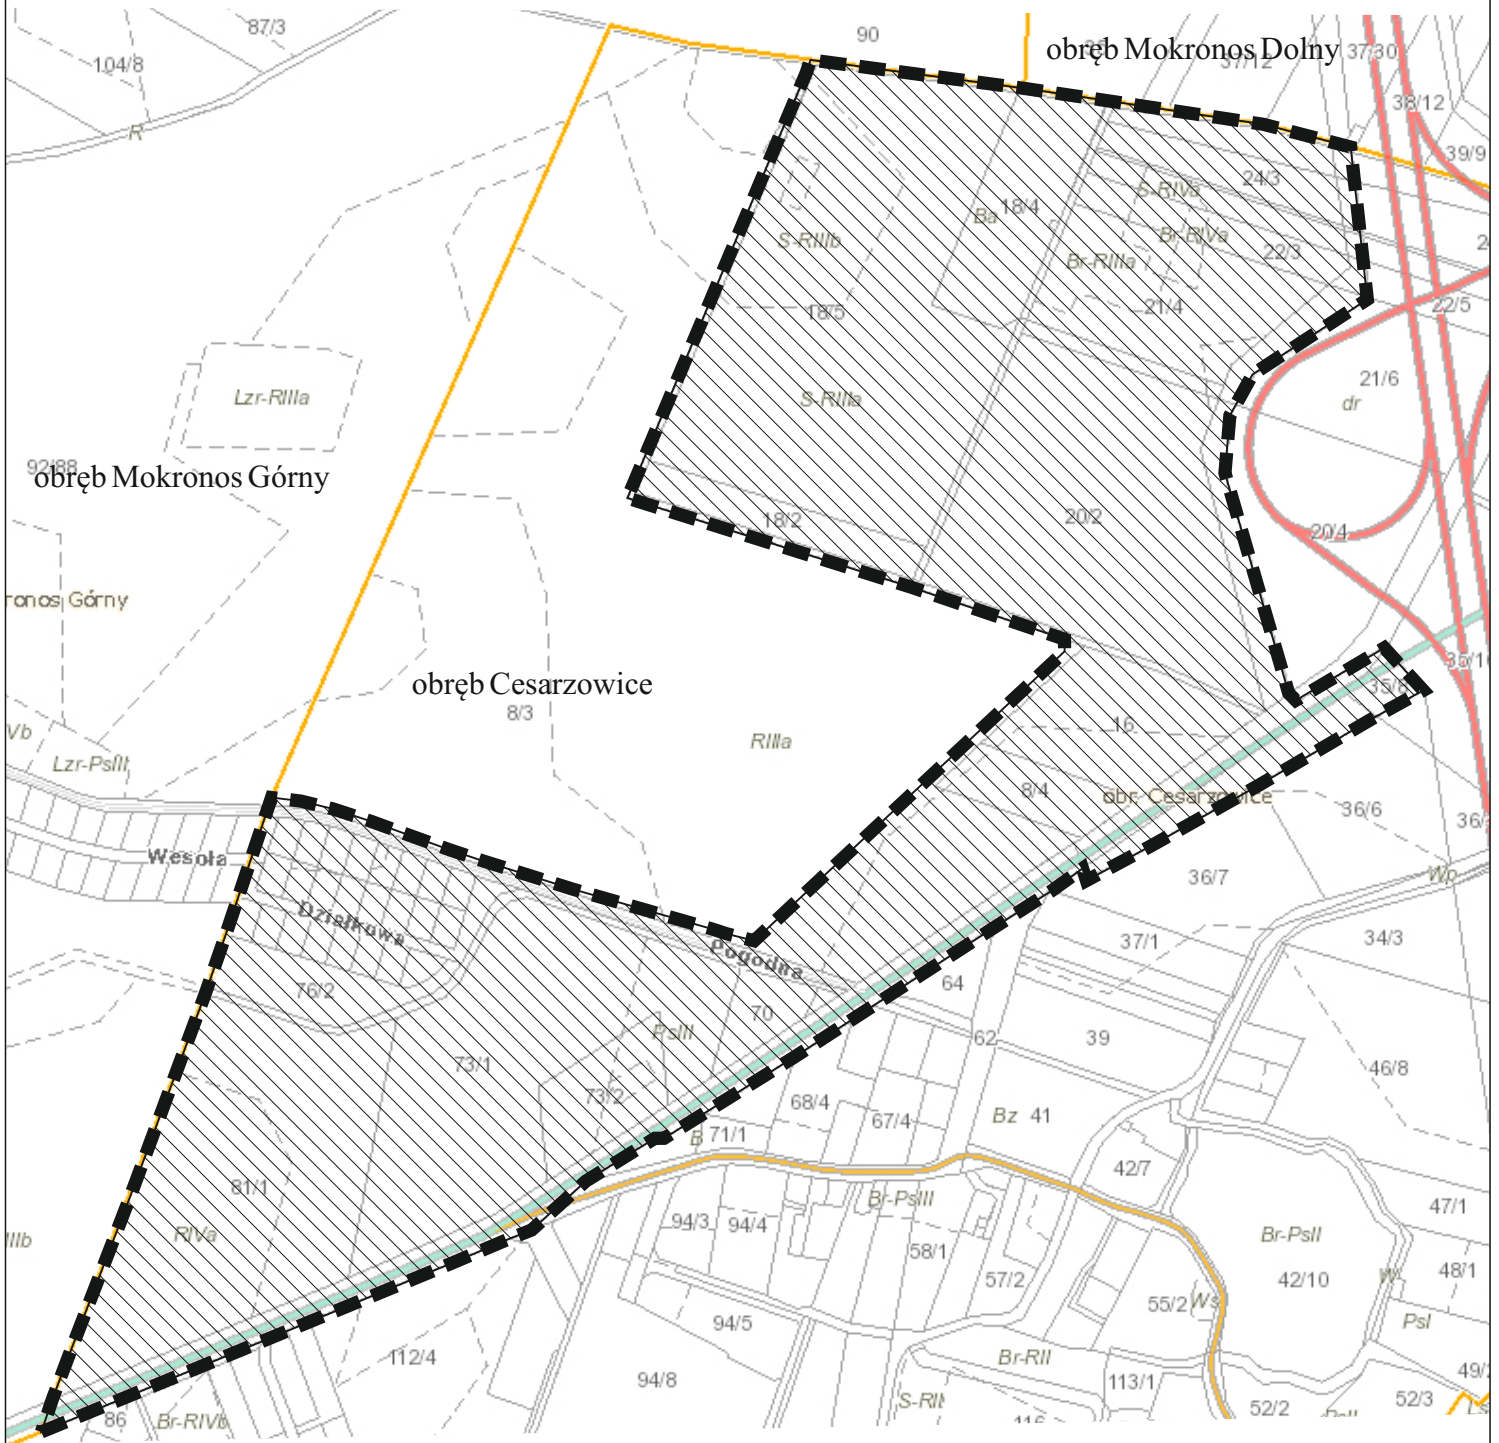 87/3
90
obręb Mokronos Dolny
37/12
37/30
104/8
38/12
R
39/9
24/3
S-RIVa
18/4
Ba
S-RIIIb
Br-RIVa
22/3
Br-RIIIa
18/5
21/4
22/5
21/6
dr
Lzr-RIIIa
S-RIIIa
92/88
obręb Mokronos Górny
18/2
20/2
20/4
ronos Górny
35/8
obręb Cesarzowice
8/3
16
Vb
RIIIa
Lzr-PsIII
8/4
obr. Cesarzowice
36/6
Wesoła
36/7
Wp
Działkowa
37/1
34/3
Pogodna
76/2
64
70
PsIII
62
39
73/1
46/8
73/2
68/4
67/4
Bz 41
B 71/1
42/7
81/1
Br-PsIII
47/1
RIVa
94/3
94/4
Br-PsII
IIIb
58/1
48/1
57/2
42/10
55/2
Ws
94/5
PsI
112/4
Br-RII
94/8
113/1
52/3
S-RII
52/2
86
Br-RIVb